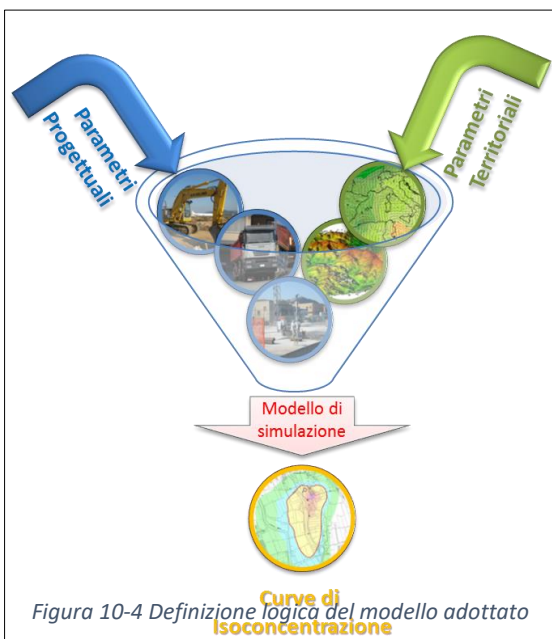 Parametri
Progettuali
Parametri
Territoriali
Modello di
simulazione
Curve di
Isoconcentrazione
Figura 10-4 Definizione logica del modello adottato